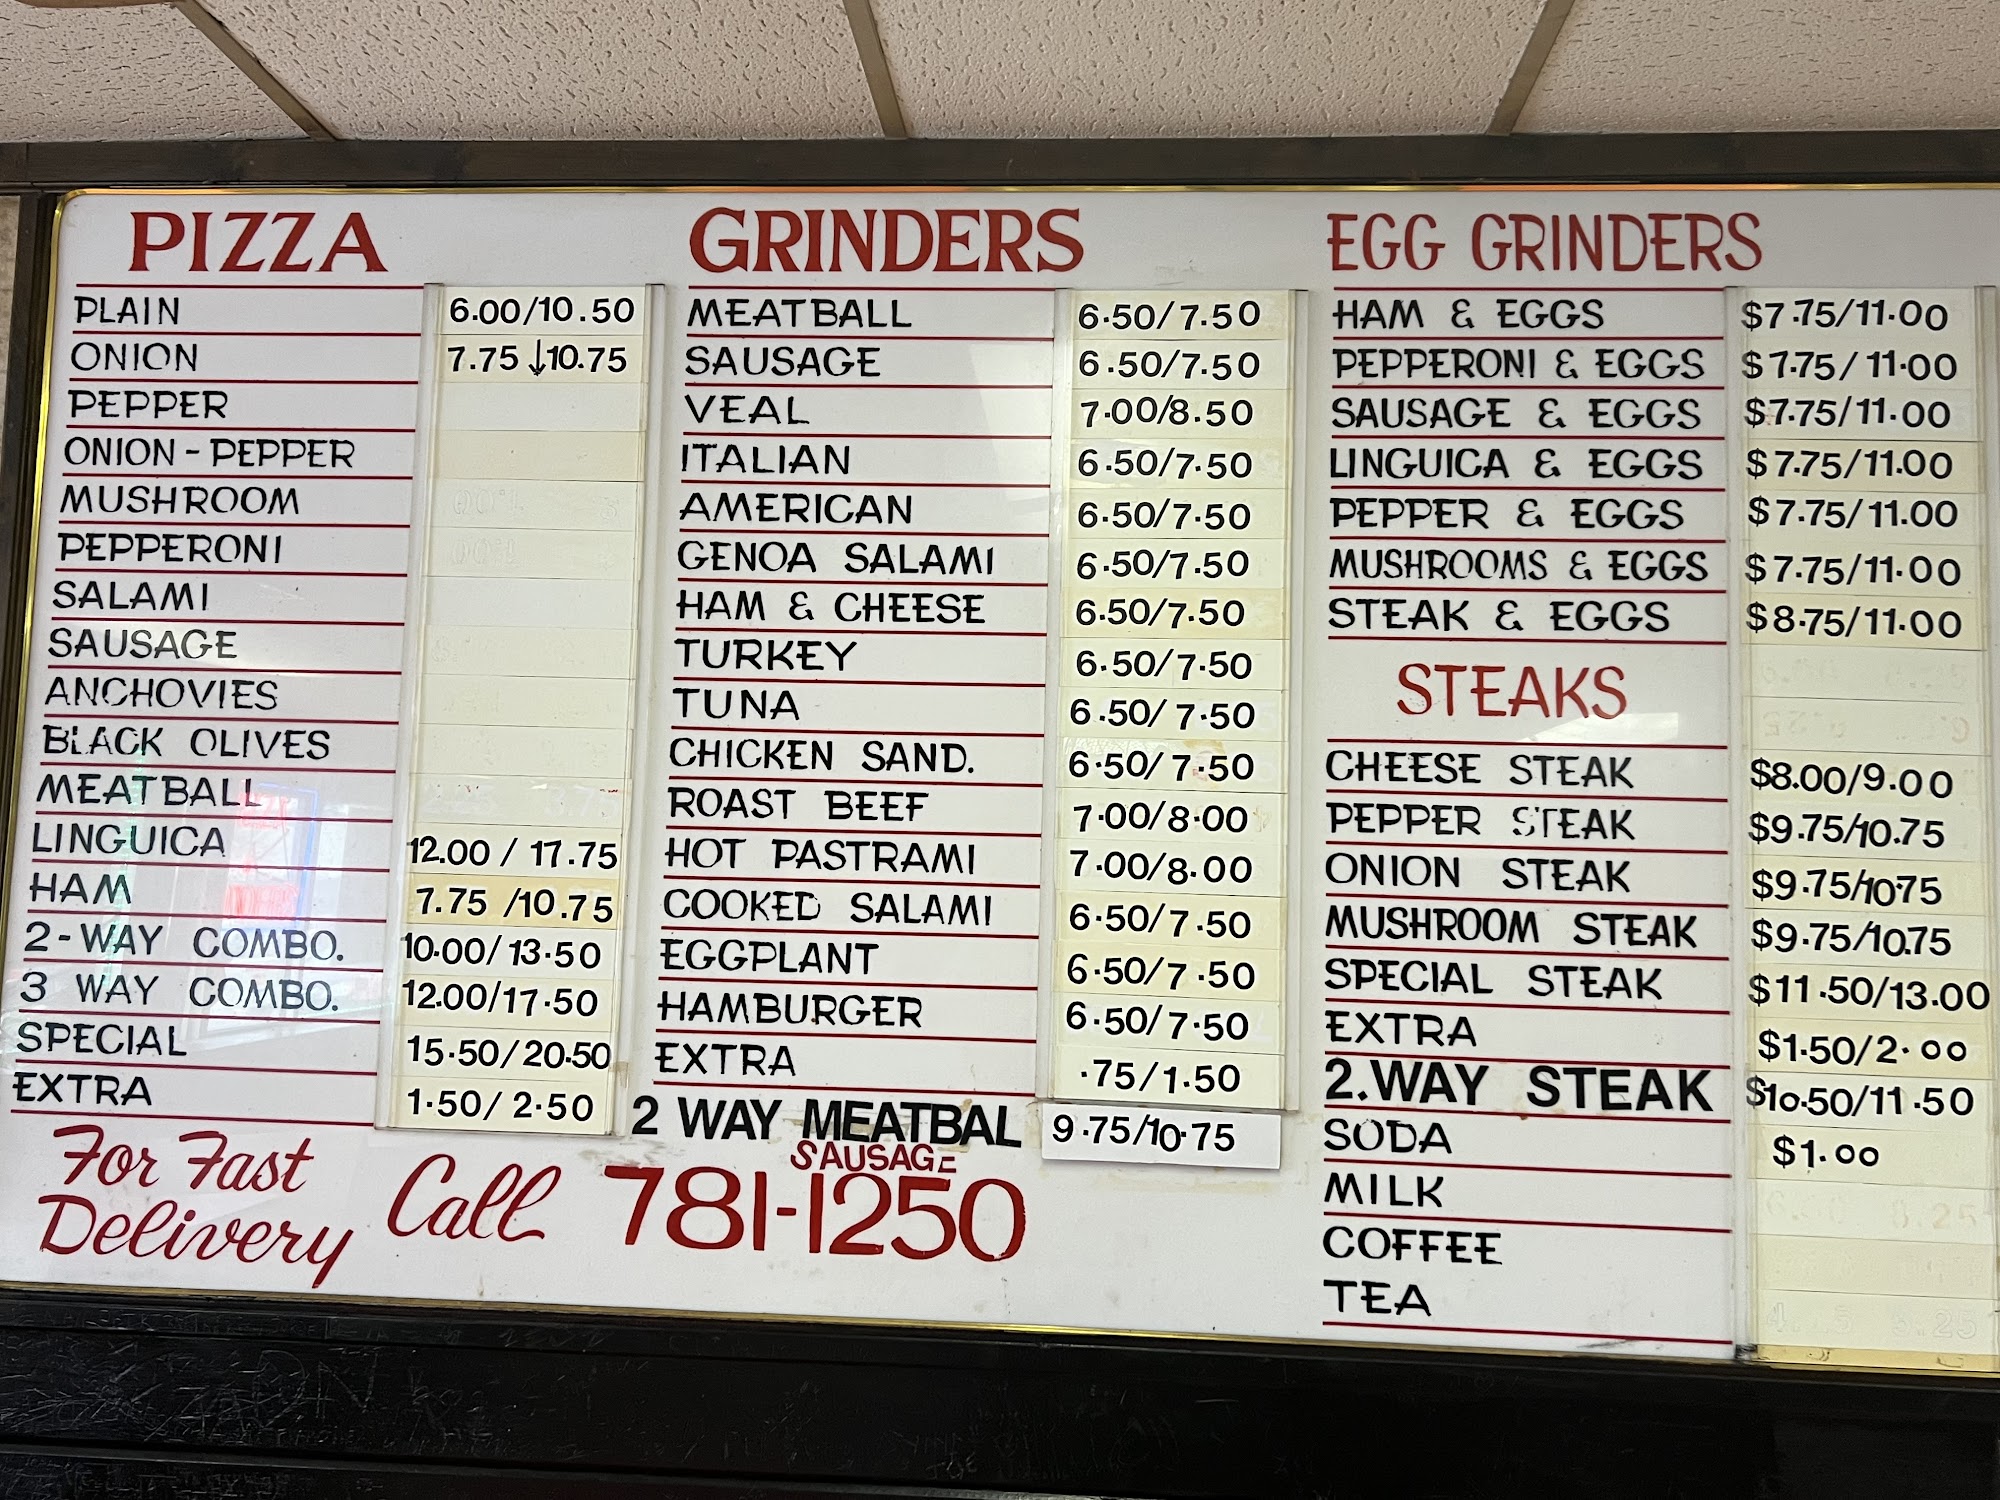 PIZZA
PLAIN 6.00/10.50
ONION 7.75 ↓10.75
PEPPER
ONION-PEPPER
MUSHROOM
PEPPERONI
SALAMI
SAUSAGE
ANCHOVIES
BLACK OLIVES
MEATBALL
LINGUICA 12.00 / 17.75
HAM 7.75 /10.75
2-WAY COMBO. 10.00/13.50
3 WAY COMBO. 12.00/17.50
SPECIAL 15.50/20.50
EXTRA 1.50/2.50
GRINDERS
MEATBALL 6.50/7.50
SAUSAGE 6.50/7.50
VEAL 7.00/8.50
ITALIAN 6.50/7.50
AMERICAN 6.50/7.50
GENOA SALAMI 6.50/7.50
HAM & CHEESE 6.50/7.50
TURKEY 6.50/7.50
TUNA 6.50/7.50
CHICKEN SAND. 6.50/7.50
ROAST BEEF 7.00/8.00
HOT PASTRAMI 7.00/8.00
COOKED SALAMI 6.50/7.50
EGGPLANT 6.50/7.50
HAMBURGER 6.50/7.50
EXTRA .75/1.50
2 WAY MEATBAL 9.75/10.75
SAUSAGE
EGG GRINDERS
HAM & EGGS $7.75/11.00
PEPPERONI & EGGS $7.75/11.00
SAUSAGE & EGGS $7.75/11.00
LINGUICA & EGGS $7.75/11.00
PEPPER & EGGS $7.75/11.00
MUSHROOMS & EGGS $7.75/11.00
STEAK & EGGS $8.75/11.00
STEAKS
CHEESE STEAK $8.00/9.00
PEPPER STEAK $9.75/10.75
ONION STEAK $9.75/10.75
MUSHROOM STEAK $9.75/10.75
SPECIAL STEAK $11.50/13.00
EXTRA $1.50/2.00
2.WAY STEAK $10.50/11.50
SODA $1.00
MILK
COFFEE
TEA
For Fast
Delivery
Call 781-1250